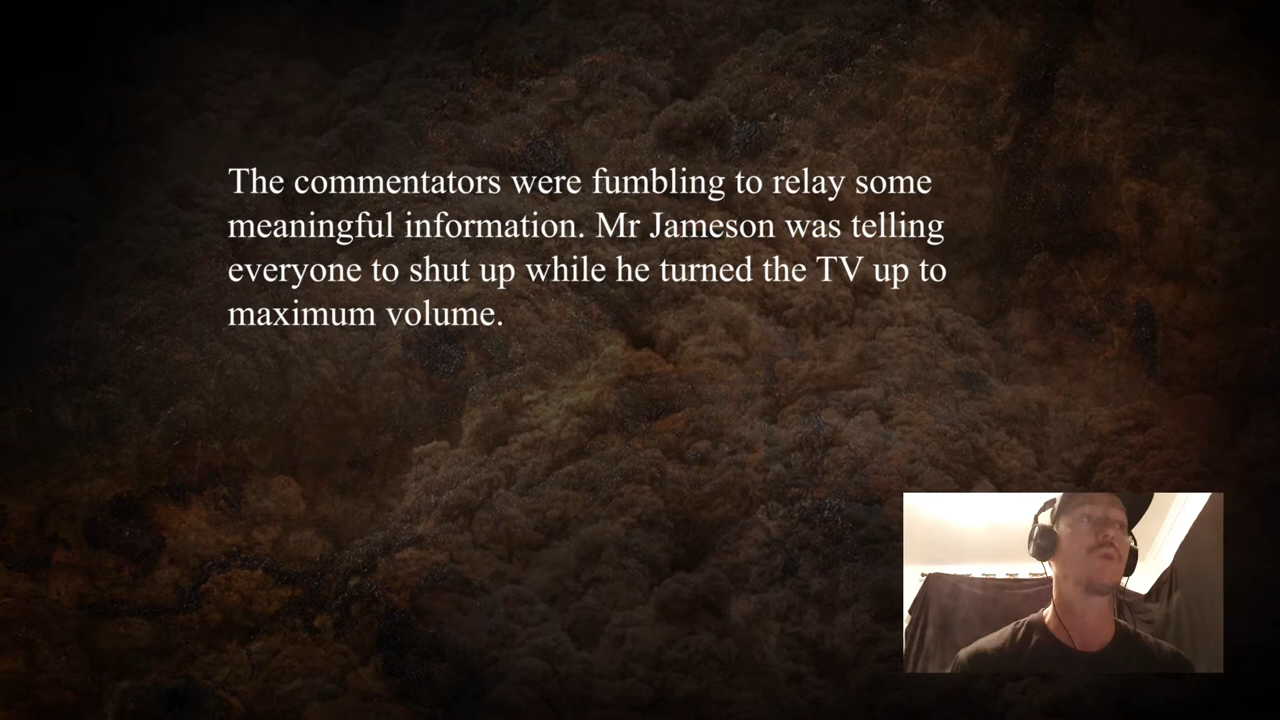 The commentators were fumbling to relay some
meaningful information. Mr Jameson was telling
everyone to shut up while he turned the TV up to
maximum volume.